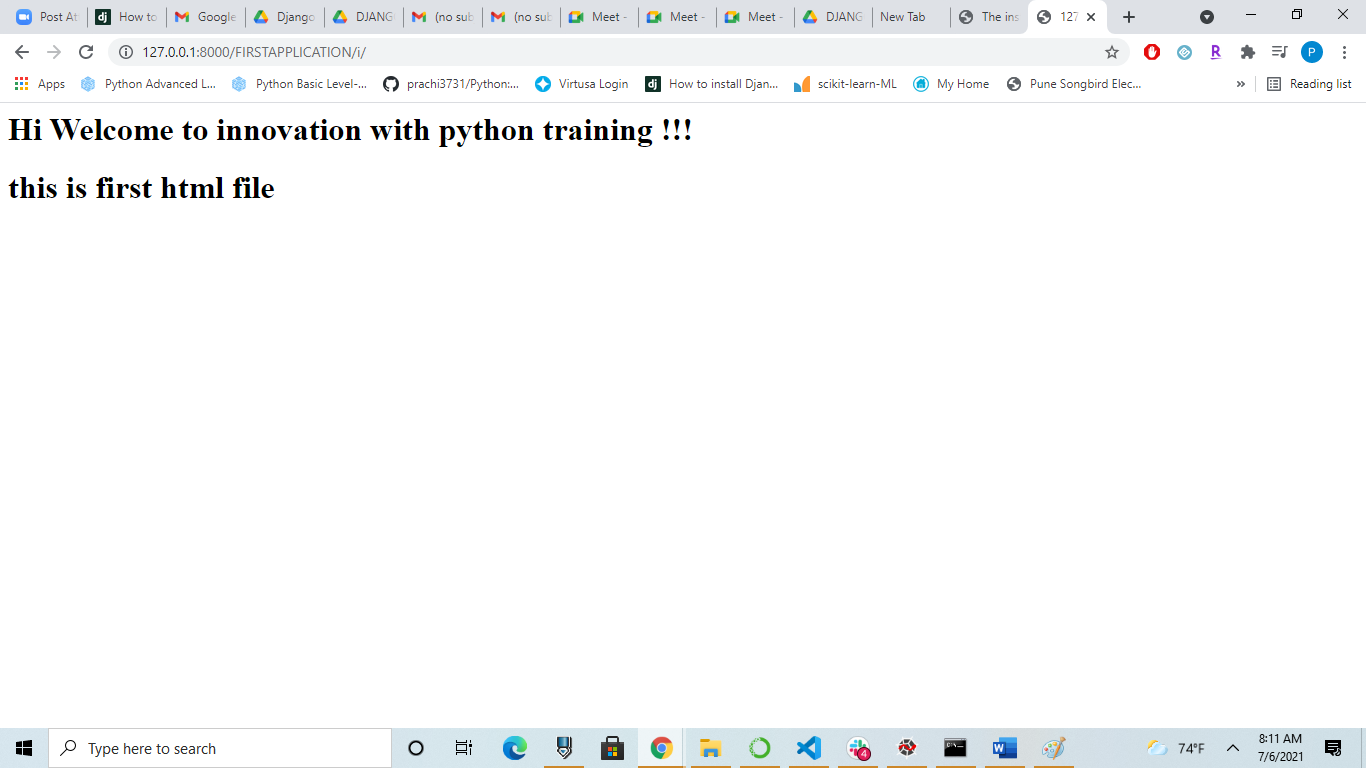 Post At How to Google Django DJANG (no sub (no sub Meet - Meet - Meet - DJANG New Tab The ins 127
127.0.0.1:8000/FIRSTAPPLICATION/i/ R P
Apps Python Advanced L... Python Basic Level-... prachi3731/Python:... Virtusa Login dj How to install Djan... scikit-learn-ML My Home Pune Songbird Elec... » Reading list
Hi Welcome to innovation with python training !!!
this is first html file
Type here to search 4 74°F 8:11 AM
7/6/2021